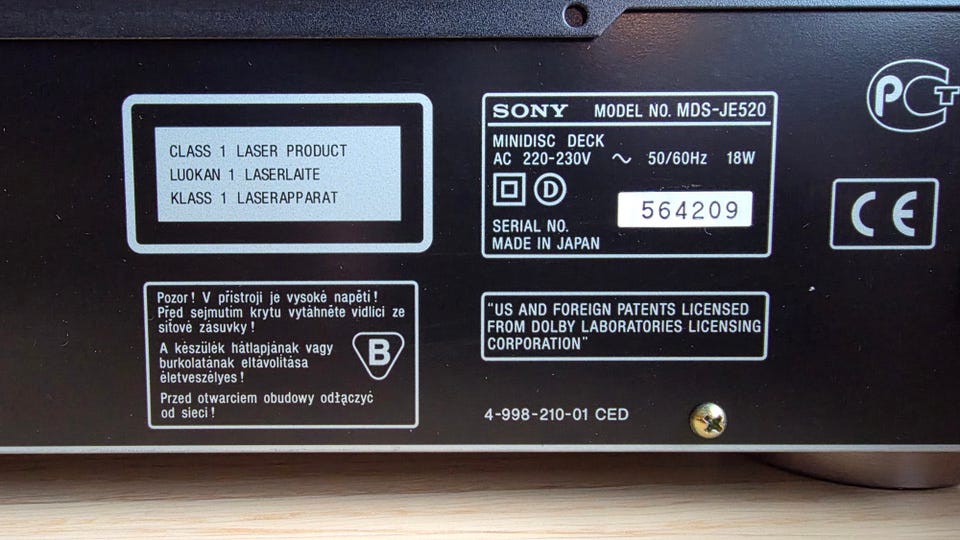 CLASS 1 LASER PRODUCT
LUOKAN 1 LASERLAITE
KLASS 1 LASERAPPARAT
Pozor! V přístroji je vysoké napětí!
Před sejmutím krytu vytáhněte vidlici ze
síťové zásuvky!
A készülék hátlapjának vagy
burkolatának eltávolítása
életveszélyes!
B
Przed otwarciem obudowy odłączyć
od sieci!
SONY MODEL NO. MDS-JE520
MINIDISC DECK
AC 220-230V ~ 50/60Hz 18W
D
564209
SERIAL NO.
MADE IN JAPAN
"US AND FOREIGN PATENTS LICENSED
FROM DOLBY LABORATORIES LICENSING
CORPORATION"
4-998-210-01 CED
PCT
CE